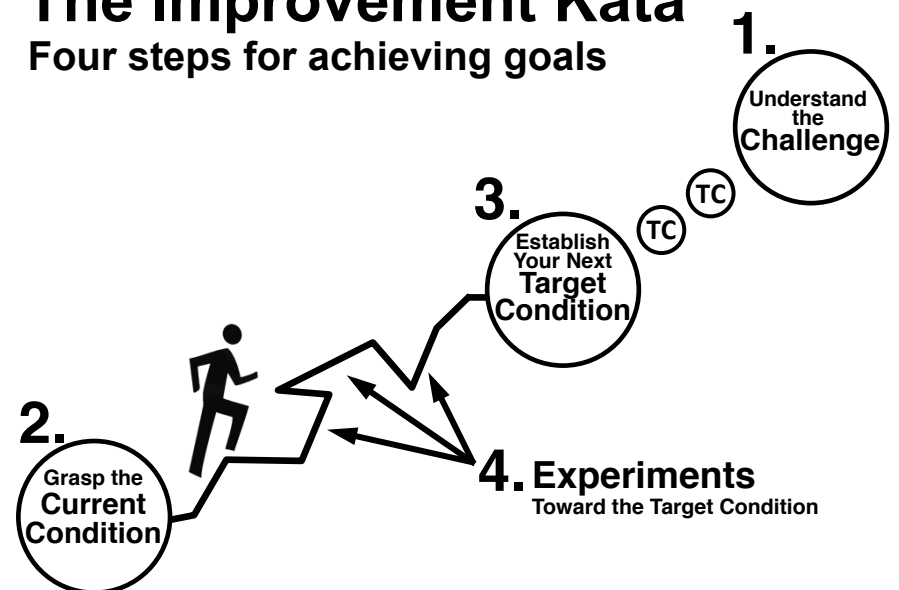 The Improvement Kata
Four steps for achieving goals
1.
Understand
the
Challenge
TC
TC
3.
Establish
Your Next
Target
Condition
2.
Grasp the
Current
Condition
4. Experiments
Toward the Target Condition